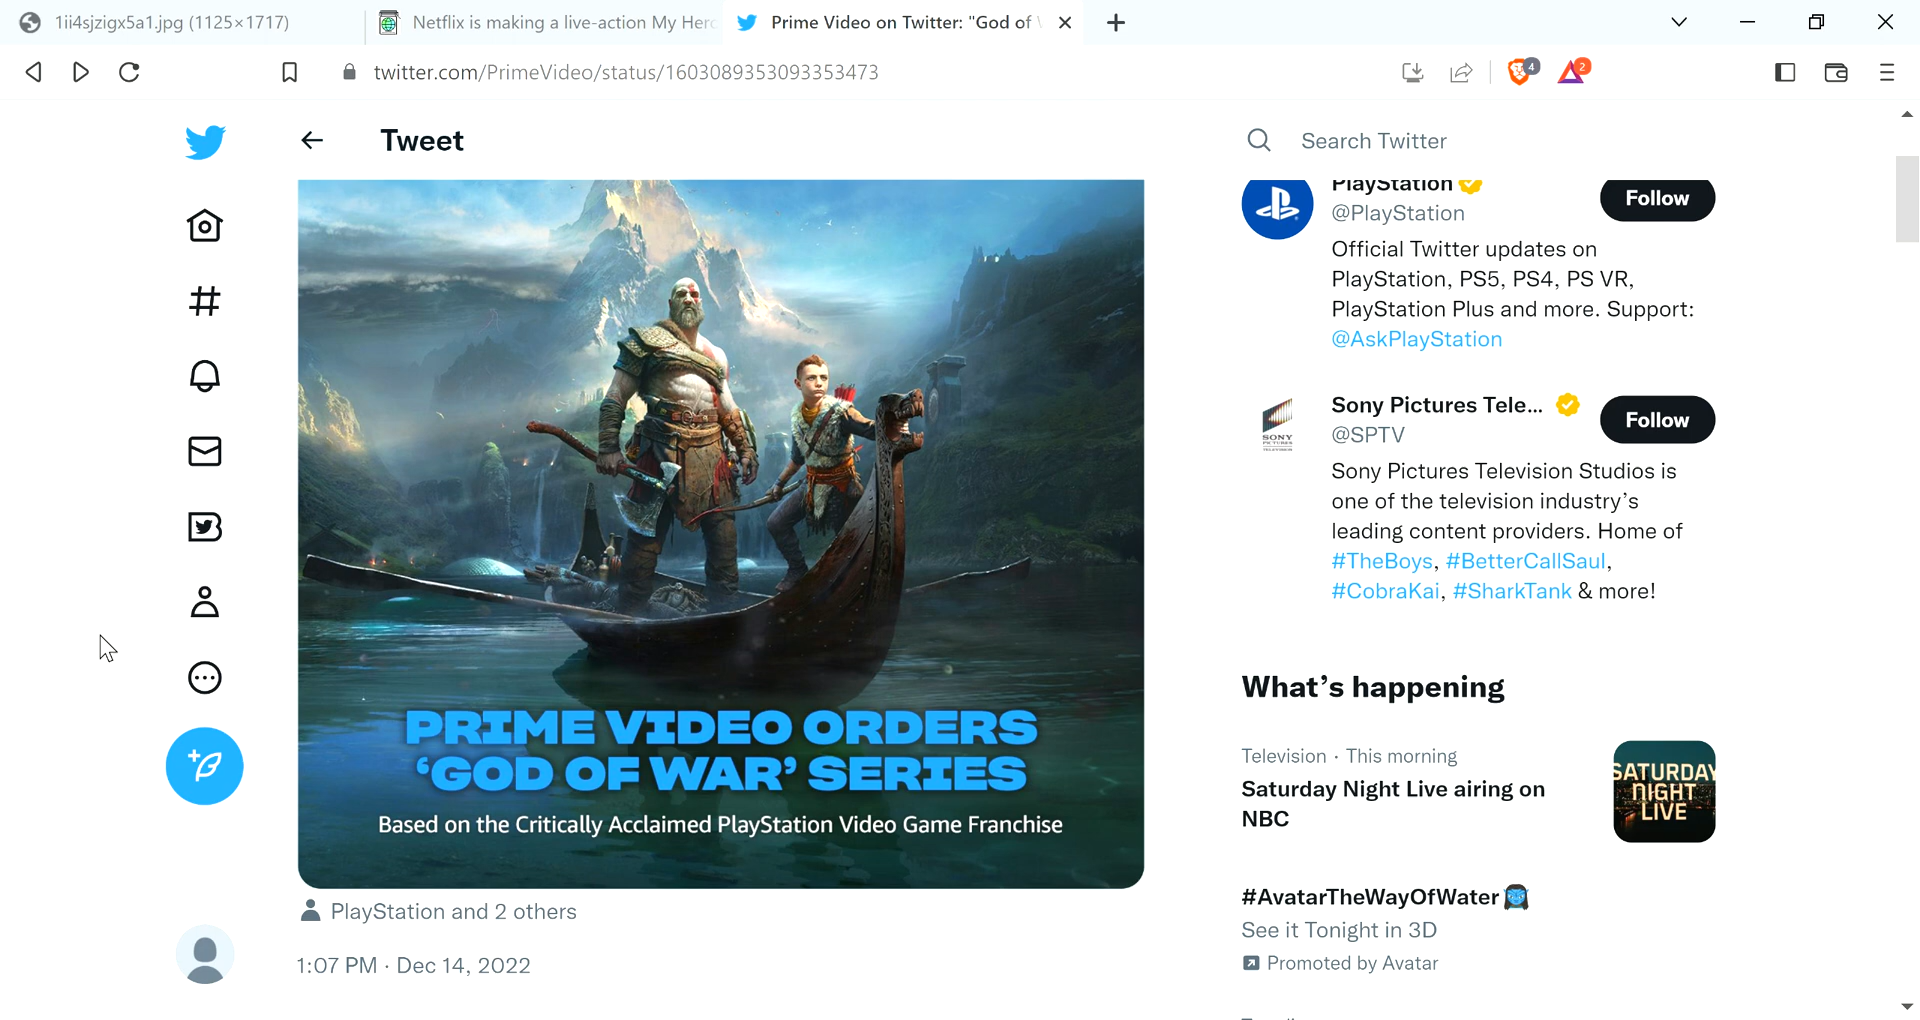 1ii4sjzigx5a1.jpg (1125×1717)
Netflix is making a live-action My Herc
Prime Video on Twitter: "God of W
twitter.com/PrimeVideo/status/1603089353093353473
4
2
Tweet
Search Twitter
PlayStation
@PlayStation
Follow
Official Twitter updates on
PlayStation, PS5, PS4, PS VR,
PlayStation Plus and more. Support:
@AskPlayStation
SONY
PICTURES
TELEVISION
Sony Pictures Tele...
@SPTV
Follow
Sony Pictures Television Studios is
one of the television industry’s
leading content providers. Home of
#TheBoys, #BetterCallSaul,
#CobraKai, #SharkTank & more!
PRIME VIDEO ORDERS
‘GOD OF WAR’ SERIES
Based on the Critically Acclaimed PlayStation Video Game Franchise
PlayStation and 2 others
1:07 PM · Dec 14, 2022
What’s happening
Television · This morning
Saturday Night Live airing on
NBC
SATURDAY
NIGHT
LIVE
#AvatarTheWayOfWater
See it Tonight in 3D
Promoted by Avatar